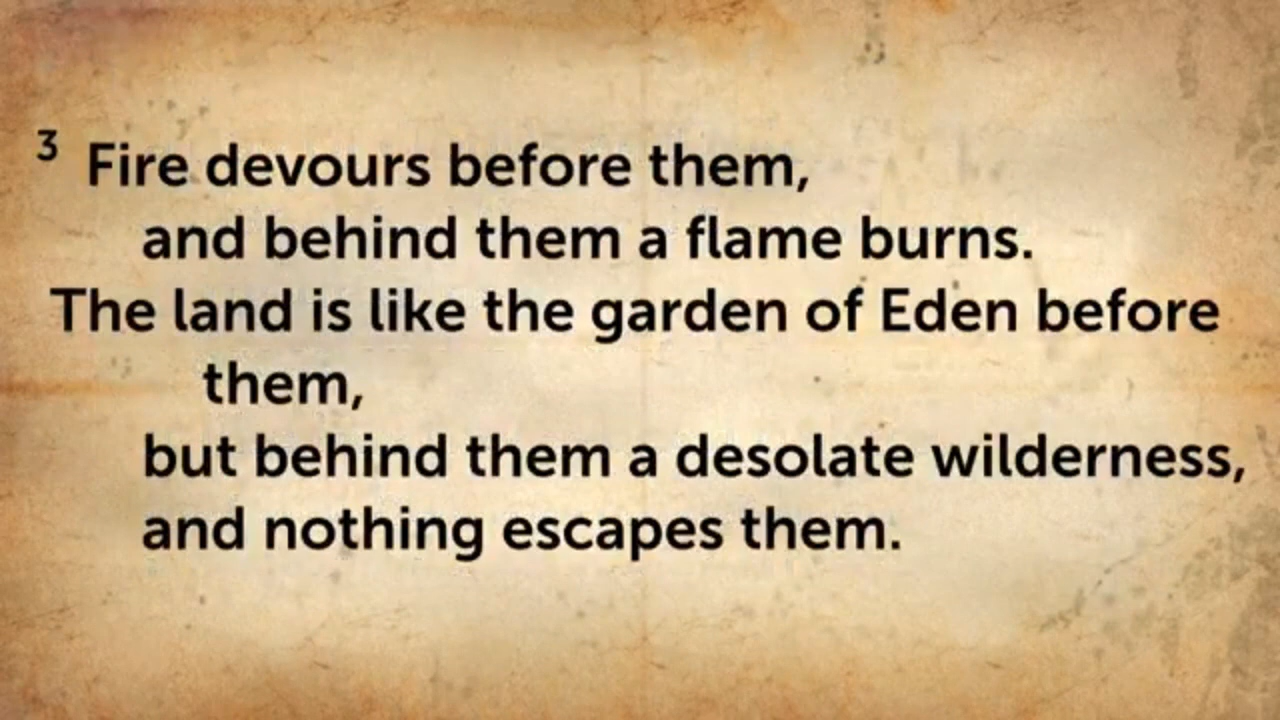 3 Fire devours before them,
and behind them a flame burns.
The land is like the garden of Eden before
them,
but behind them a desolate wilderness,
and nothing escapes them.